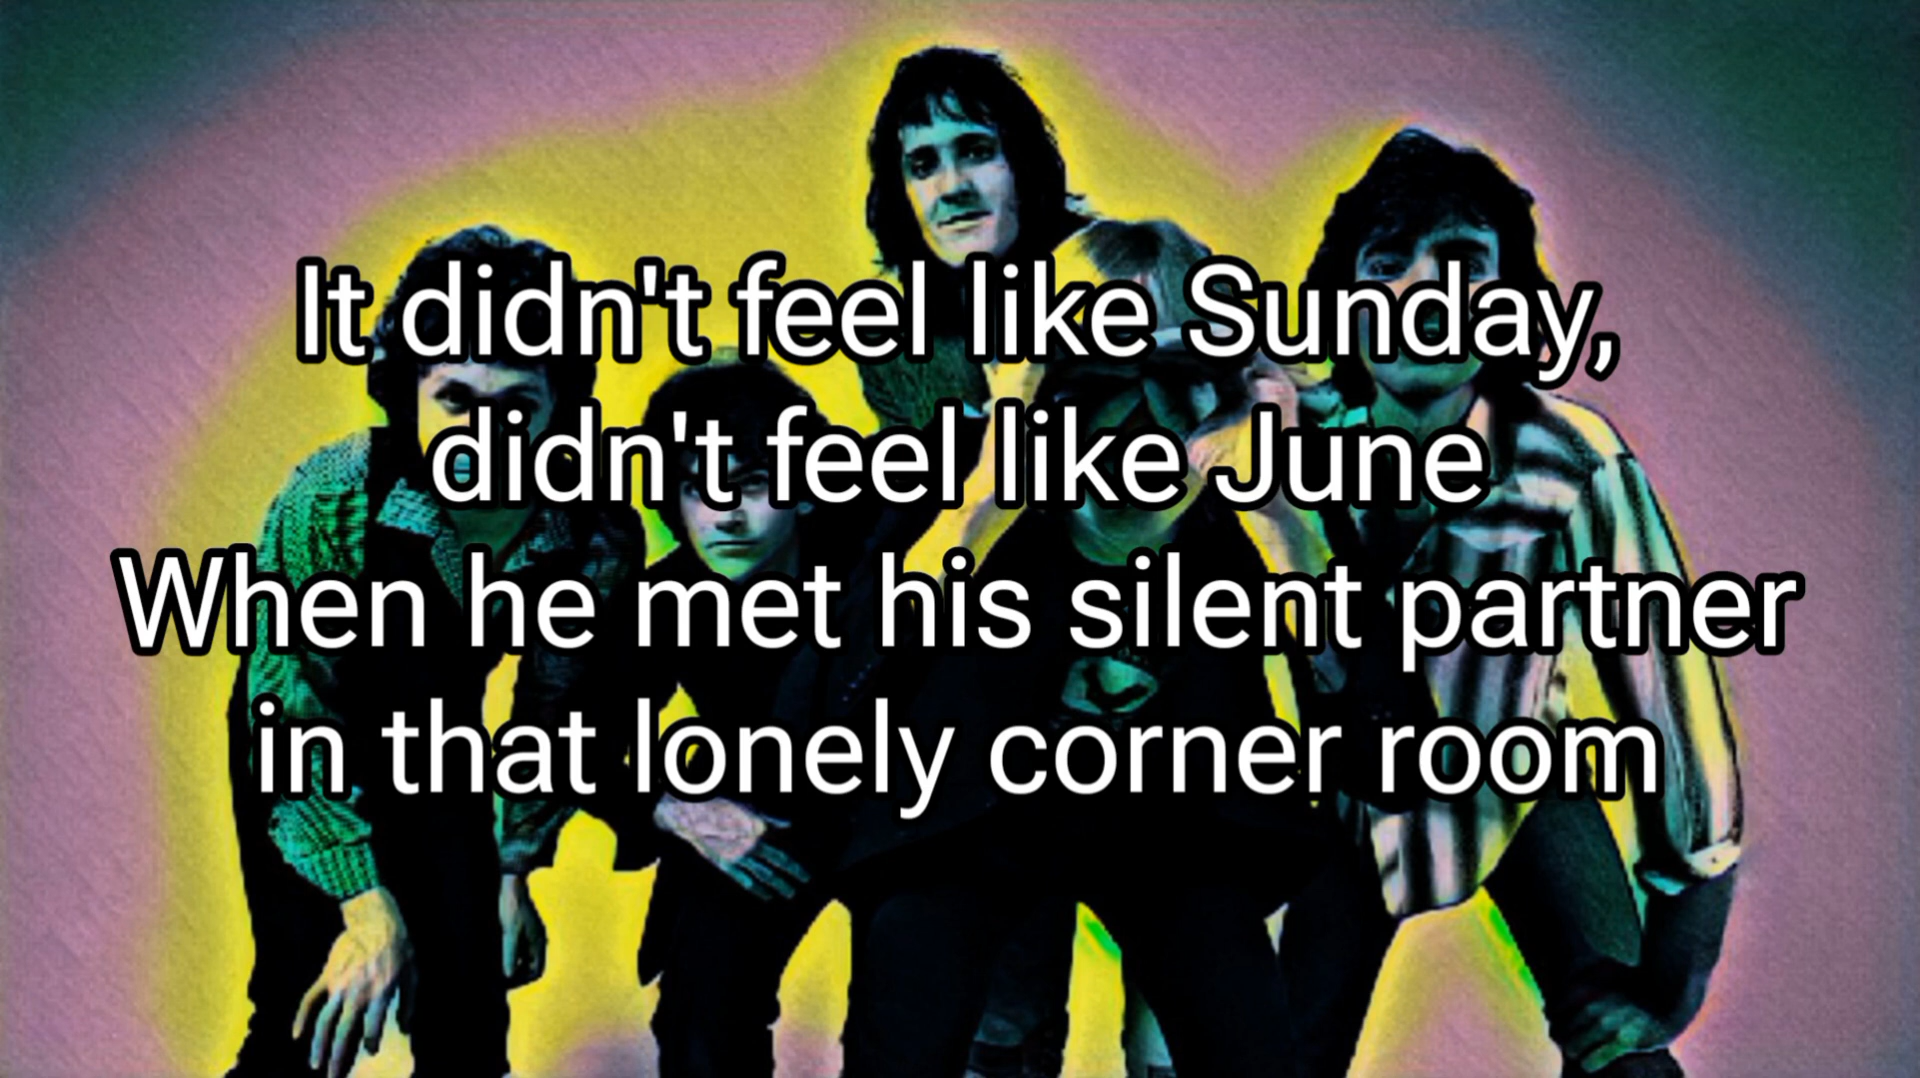 It didn't feel like Sunday,
didn't feel like June
When he met his silent partner
in that lonely corner room